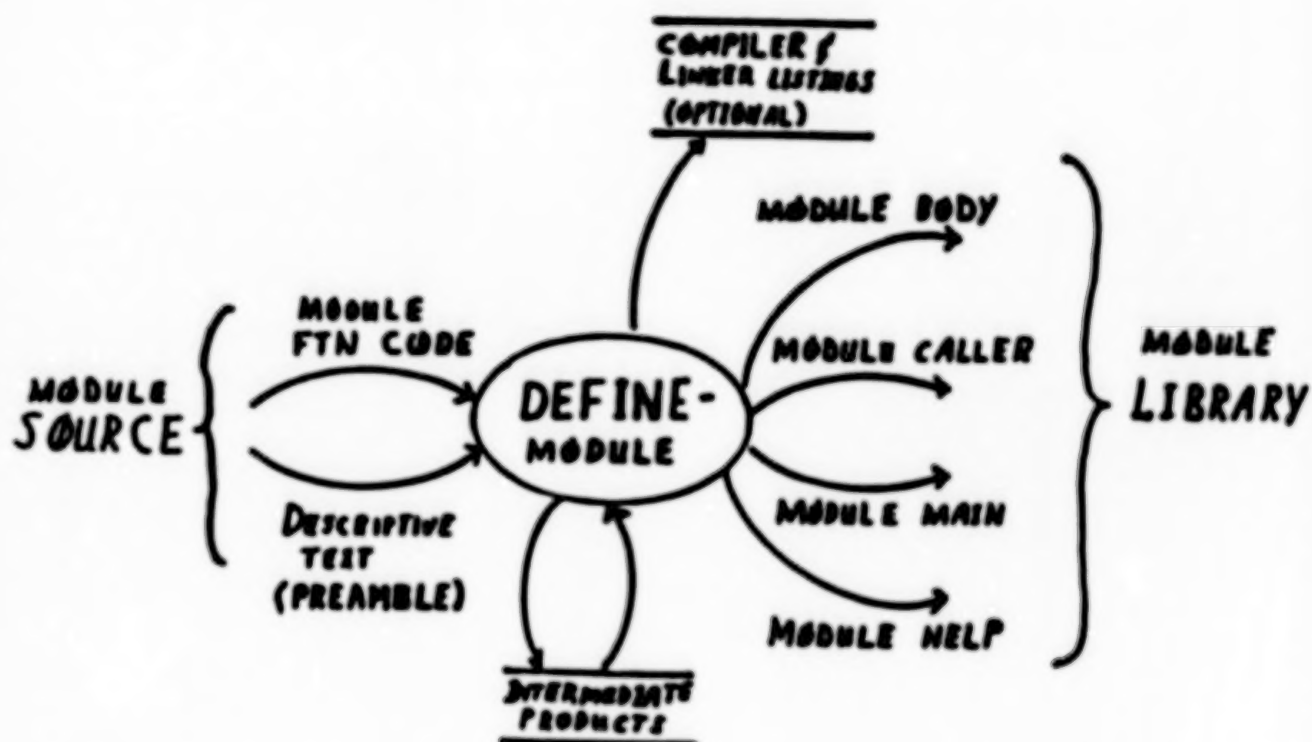 COMPILER &
LINKER LISTINGS
(OPTIONAL)
MODULE BODY
MODULE
FTN CODE
MODULE CALLER
MODULE
LIBRARY
MODULE
SOURCE
DEFINE-
MODULE
DESCRIPTIVE
TEXT
(PREAMBLE)
MODULE MAIN
MODULE HELP
INTERMEDIATE
PRODUCTS